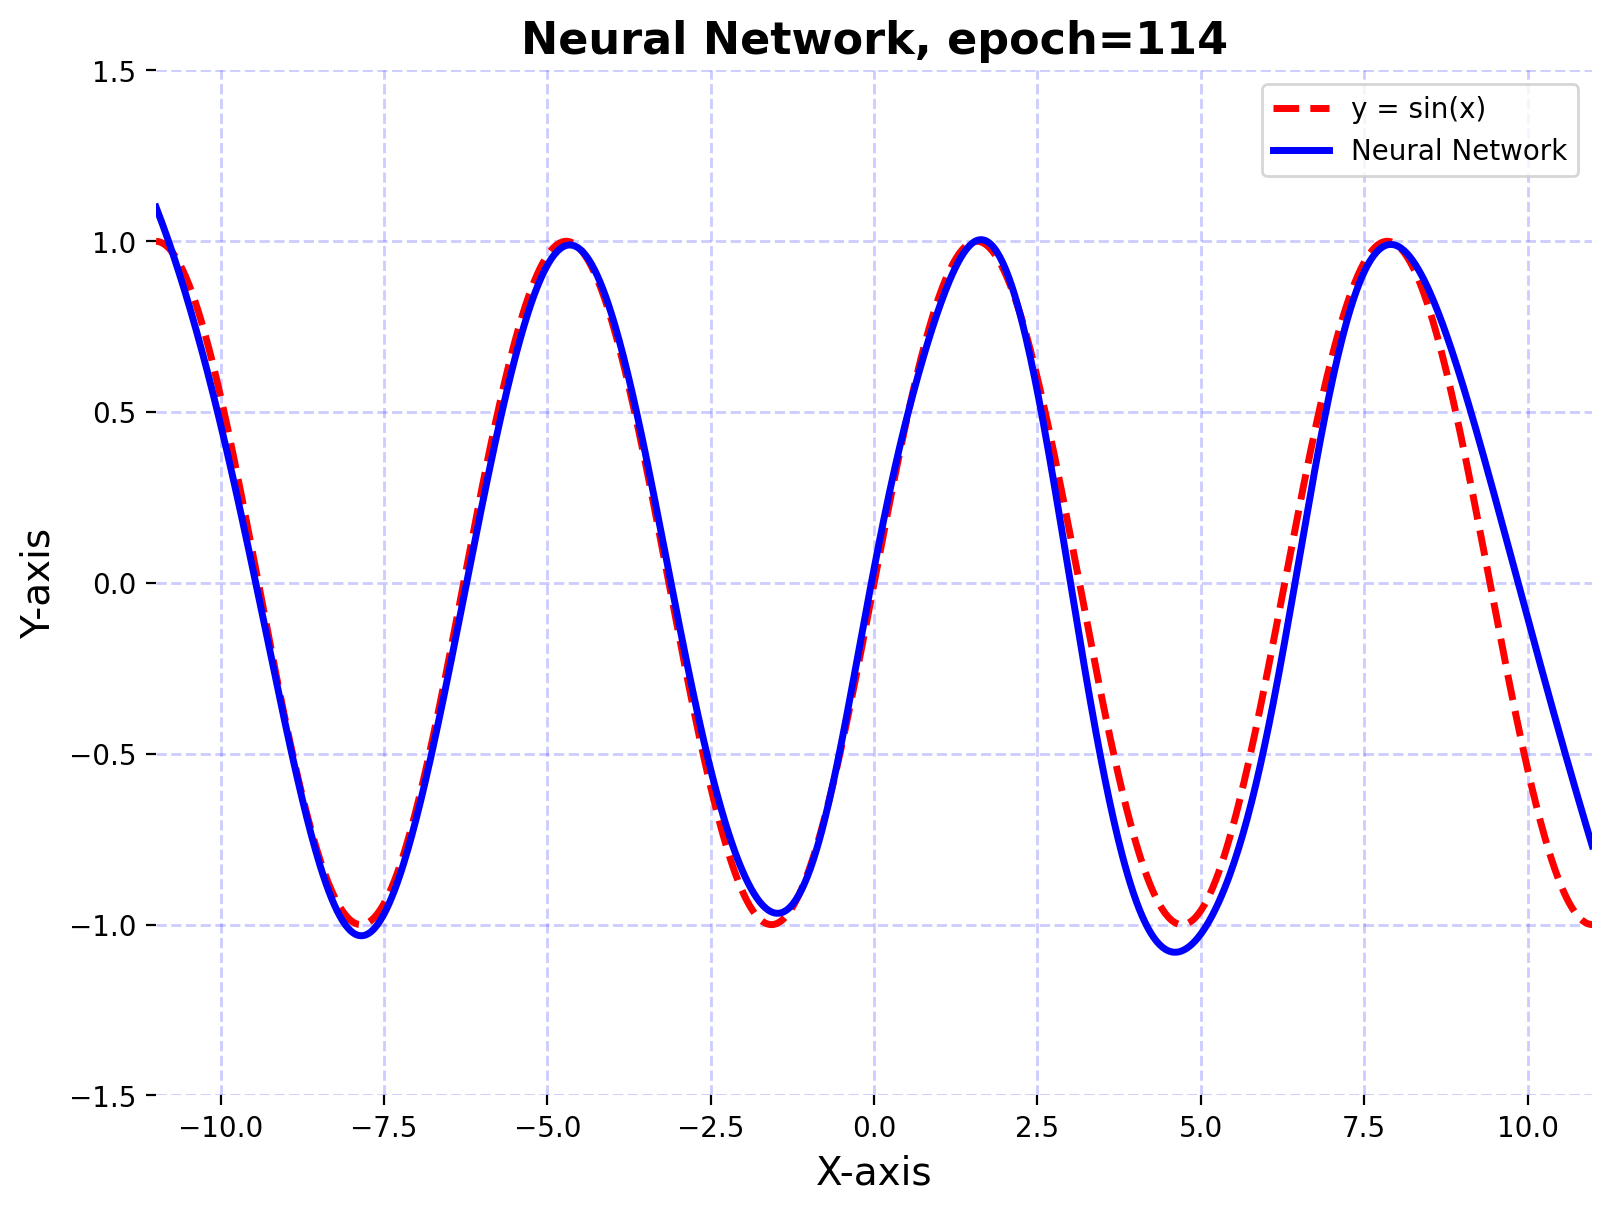 Neural Network, epoch=114
1.5
y = sin(x)
Neural Network
1.0
0.5
0.0
−0.5
−1.0
−1.5
Y-axis
−10.0 −7.5 −5.0 −2.5 0.0 2.5 5.0 7.5 10.0
X-axis